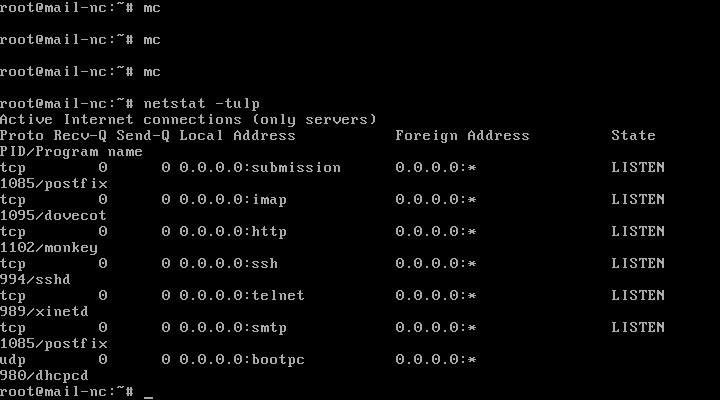 root@mail-nc:~# mc
root@mail-nc:~# mc
root@mail-nc:~# mc
root@mail-nc:~# netstat -tulp
Active Internet connections (only servers)
Proto Recv-Q Send-Q Local Address           Foreign Address         State
PID/Program name
tcp        0      0 0.0.0.0:submission      0.0.0.0:*               LISTEN
1085/postfix
tcp        0      0 0.0.0.0:imap            0.0.0.0:*               LISTEN
1095/dovecot
tcp        0      0 0.0.0.0:http            0.0.0.0:*               LISTEN
1102/monkey
tcp        0      0 0.0.0.0:ssh             0.0.0.0:*               LISTEN
994/sshd
tcp        0      0 0.0.0.0:telnet          0.0.0.0:*               LISTEN
989/xinetd
tcp        0      0 0.0.0.0:smtp            0.0.0.0:*               LISTEN
1085/postfix
udp        0      0 0.0.0.0:bootpc          0.0.0.0:*
980/dhcpcd
root@mail-nc:~# _